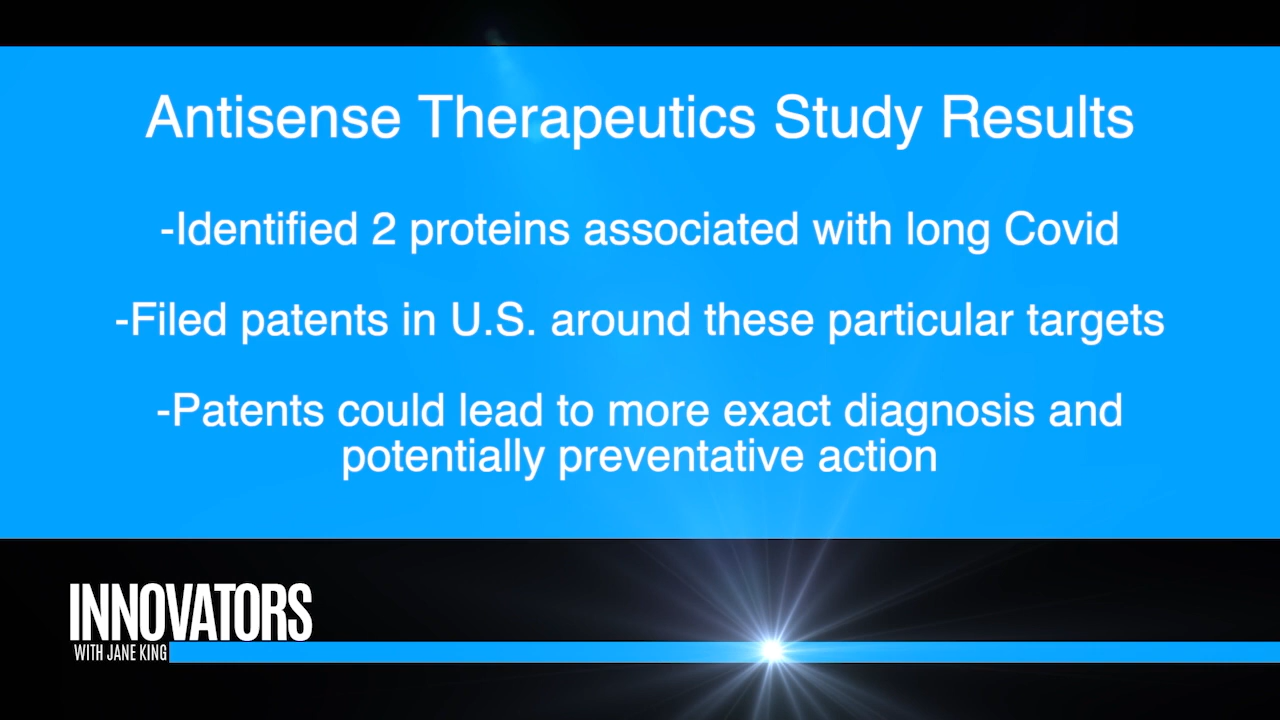 Antisense Therapeutics Study Results
-Identified 2 proteins associated with long Covid
-Filed patents in U.S. around these particular targets
-Patents could lead to more exact diagnosis and
potentially preventative action
INNOVATORS
WITH JANE KING